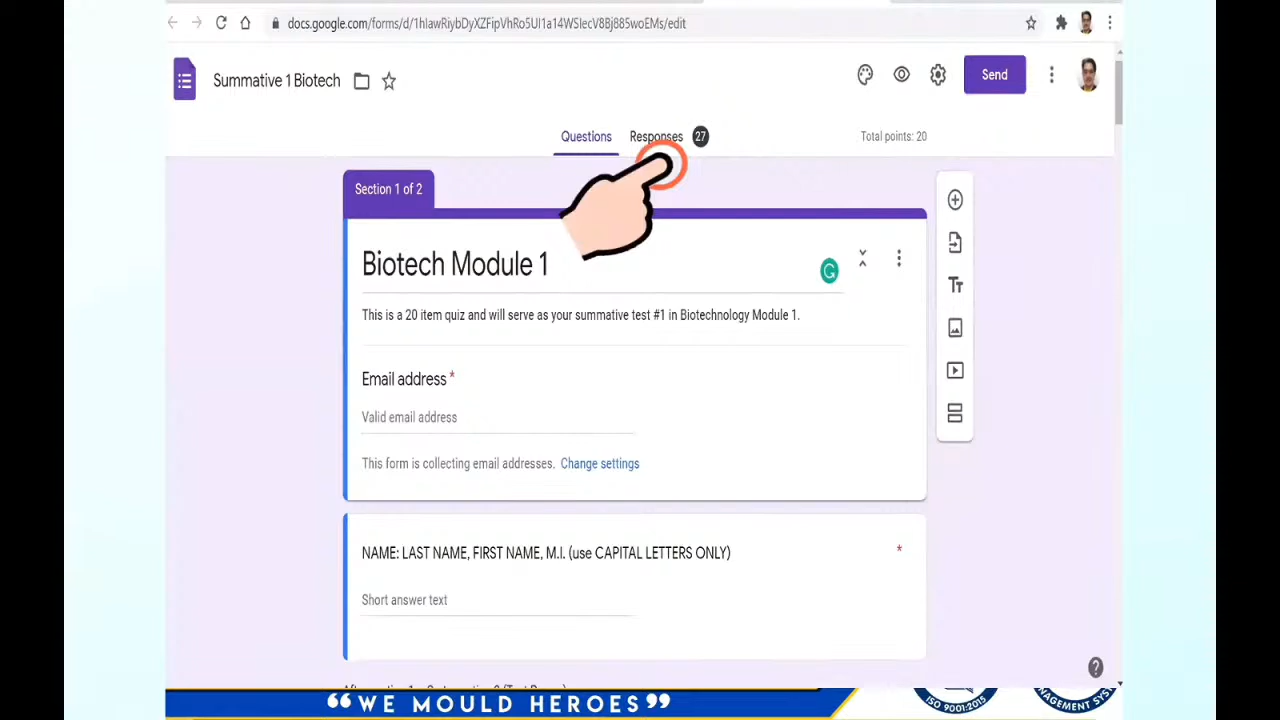 docs.google.com/forms/d/1hIawRiybDyXZFipVhRo5Ul1a14WSlecV8Bj885woEMs/edit
Summative 1 Biotech
Send
Questions
Responses
27
Total points: 20
Section 1 of 2
Biotech Module 1
G
This is a 20 item quiz and will serve as your summative test #1 in Biotechnology Module 1.
Email address *
Valid email address
This form is collecting email addresses. Change settings
NAME: LAST NAME, FIRST NAME, M.I. (use CAPITAL LETTERS ONLY) *
Short answer text
“WE MOULD HEROES”
ISO 9001:2015